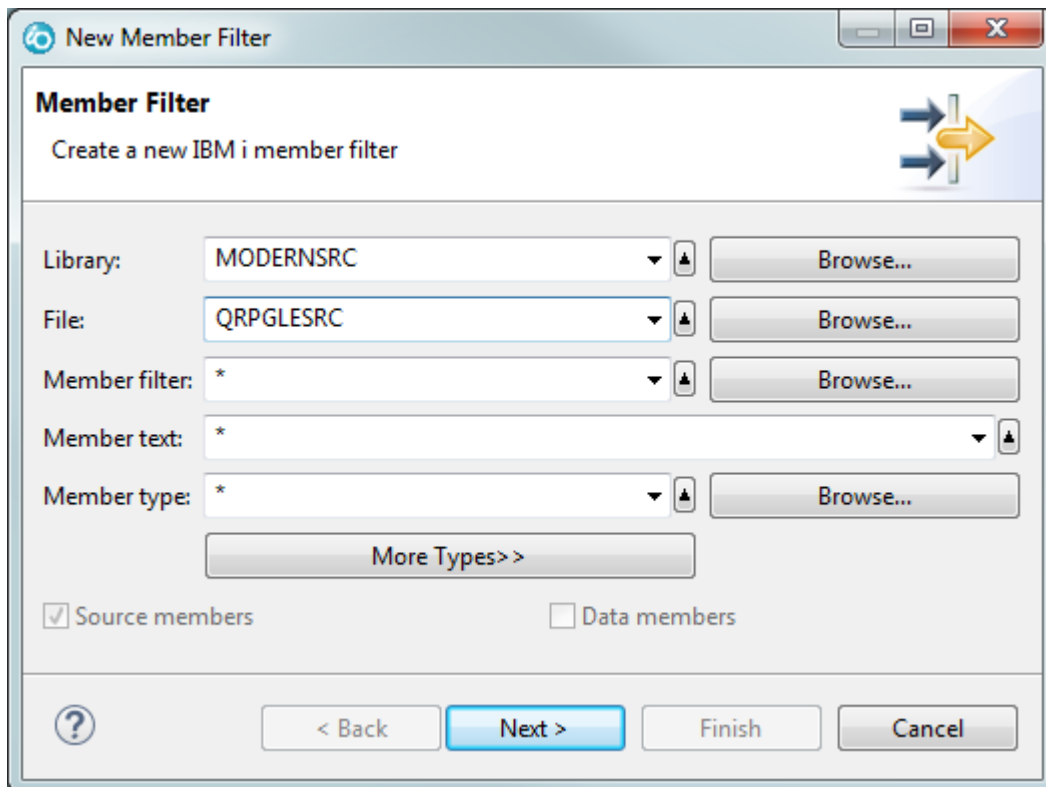 New Member Filter
Member Filter
Create a new IBM i member filter
Library: MODERNSRC Browse...
File: QRPGLESRC Browse...
Member filter: * Browse...
Member text: *
Member type: * Browse...
More Types>>
Source members Data members
? < Back Next > Finish Cancel